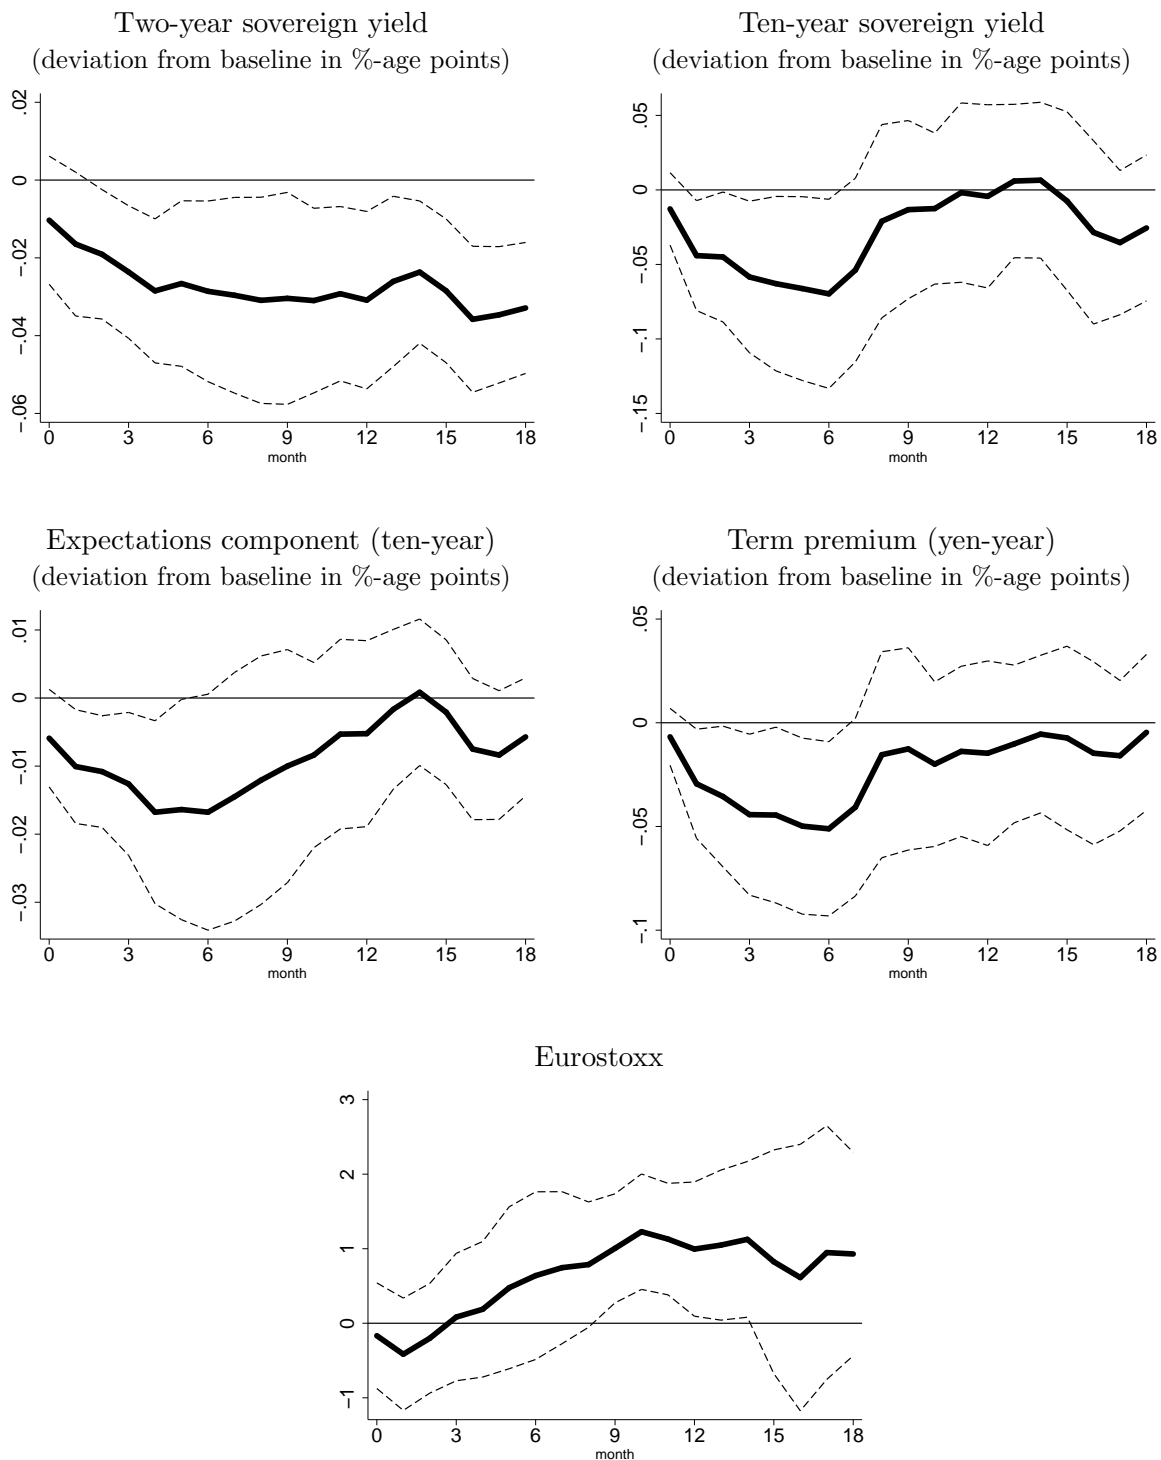 Two-year sovereign yield
(deviation from baseline in %-age points)
.02
0
−.02
−.04
−.06
0 3 6 9 12 15 18
month
Ten-year sovereign yield
(deviation from baseline in %-age points)
.05
0
−.05
−.1
−.15
0 3 6 9 12 15 18
month
Expectations component (ten-year)
(deviation from baseline in %-age points)
.01
0
−.01
−.02
−.03
0 3 6 9 12 15 18
month
Term premium (yen-year)
(deviation from baseline in %-age points)
.05
0
−.05
−.1
0 3 6 9 12 15 18
month
Eurostoxx
3
2
1
0
−1
0 3 6 9 12 15 18
month